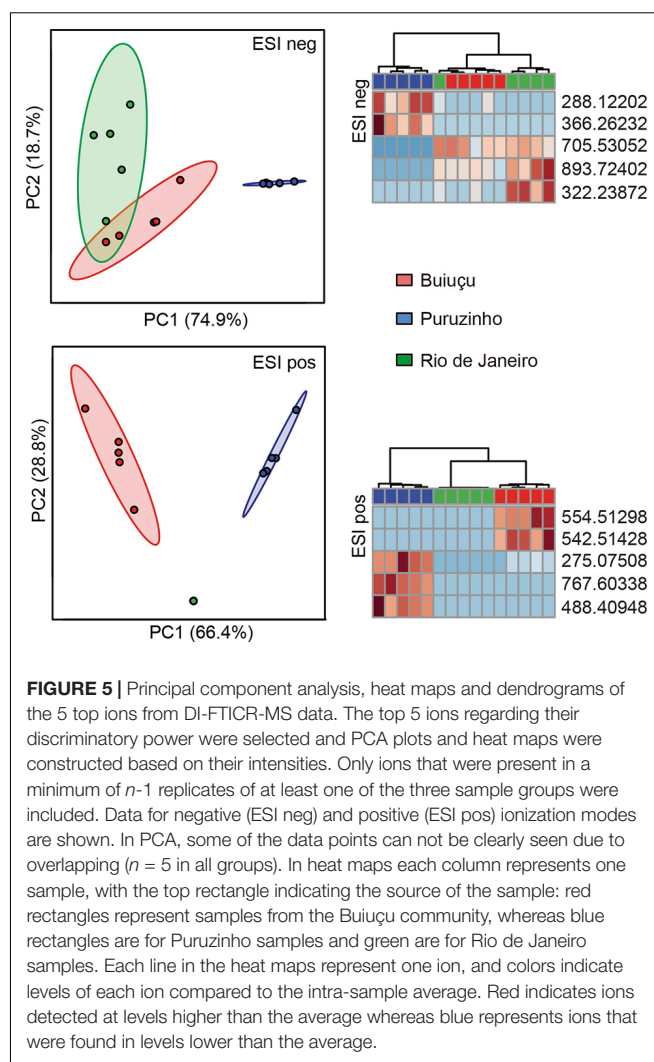 ESI neg
PC2 (18.7%)
PC1 (74.9%)
ESI neg
288.12202
366.26232
705.53052
893.72402
322.23872
Buiuçu
Puruzinho
Rio de Janeiro
ESI pos
PC2 (28.8%)
PC1 (66.4%)
ESI pos
554.51298
542.51428
275.07508
767.60338
488.40948
FIGURE 5 | Principal component analysis, heat maps and dendrograms of
the 5 top ions from DI-FTICR-MS data. The top 5 ions regarding their
discriminatory power were selected and PCA plots and heat maps were
constructed based on their intensities. Only ions that were present in a
minimum of n-1 replicates of at least one of the three sample groups were
included. Data for negative (ESI neg) and positive (ESI pos) ionization modes
are shown. In PCA, some of the data points can not be clearly seen due to
overlapping (n = 5 in all groups). In heat maps each column represents one
sample, with the top rectangle indicating the source of the sample: red
rectangles represent samples from the Buiuçu community, whereas blue
rectangles are for Puruzinho samples and green are for Rio de Janeiro
samples. Each line in the heat maps represent one ion, and colors indicate
levels of each ion compared to the intra-sample average. Red indicates ions
detected at levels higher than the average whereas blue represents ions that
were found in levels lower than the average.